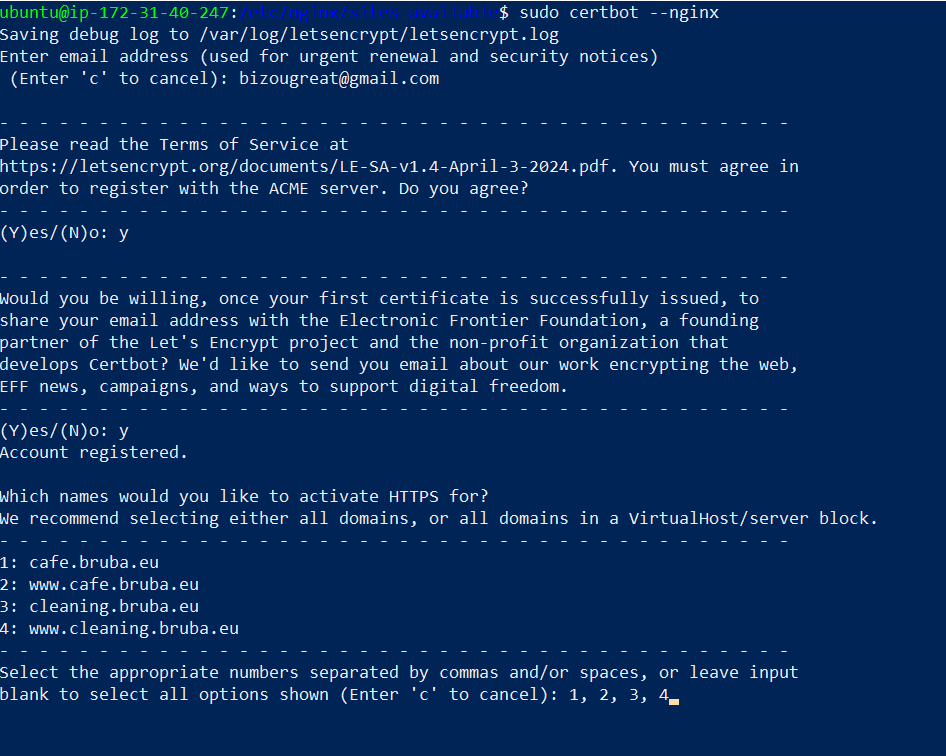 ubuntu@ip-172-31-40-247:/etc/nginx/sites-available$ sudo certbot --nginx
Saving debug log to /var/log/letsencrypt/letsencrypt.log
Enter email address (used for urgent renewal and security notices)
 (Enter 'c' to cancel): bizougreat@gmail.com
- - - - - - - - - - - - - - - - - - - - - - - - - - - - - - - - - - - - - - - -
Please read the Terms of Service at
https://letsencrypt.org/documents/LE-SA-v1.4-April-3-2024.pdf. You must agree in
order to register with the ACME server. Do you agree?
- - - - - - - - - - - - - - - - - - - - - - - - - - - - - - - - - - - - - - - -
(Y)es/(N)o: y
- - - - - - - - - - - - - - - - - - - - - - - - - - - - - - - - - - - - - - - -
Would you be willing, once your first certificate is successfully issued, to
share your email address with the Electronic Frontier Foundation, a founding
partner of the Let's Encrypt project and the non-profit organization that
develops Certbot? We'd like to send you email about our work encrypting the web,
EFF news, campaigns, and ways to support digital freedom.
- - - - - - - - - - - - - - - - - - - - - - - - - - - - - - - - - - - - - - - -
(Y)es/(N)o: y
Account registered.
Which names would you like to activate HTTPS for?
We recommend selecting either all domains, or all domains in a VirtualHost/server block.
- - - - - - - - - - - - - - - - - - - - - - - - - - - - - - - - - - - - - - - -
1: cafe.bruba.eu
2: www.cafe.bruba.eu
3: cleaning.bruba.eu
4: www.cleaning.bruba.eu
- - - - - - - - - - - - - - - - - - - - - - - - - - - - - - - - - - - - - - - -
Select the appropriate numbers separated by commas and/or spaces, or leave input
blank to select all options shown (Enter 'c' to cancel): 1, 2, 3, 4